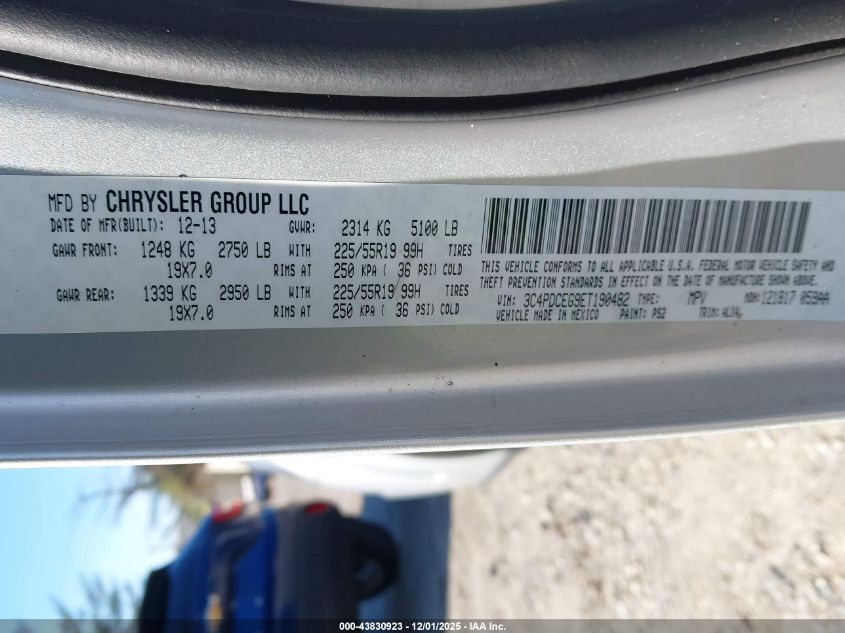 MFD BY CHRYSLER GROUP LLC
DATE OF MFR(BUILT): 12-13 GVWR: 2314 KG 5100 LB
GAWR FRONT: 1248 KG 2750 LB WITH 225/55R19 99H TIRES
19X7.0 RIMS AT 250 KPA ( 36 PSI) COLD
GAWR REAR: 1339 KG 2950 LB WITH 225/55R19 99H TIRES
19X7.0 RIMS AT 250 KPA ( 36 PSI) COLD
THIS VEHICLE CONFORMS TO ALL APPLICABLE U.S.A. FEDERAL MOTOR VEHICLE SAFETY AND
THEFT PREVENTION STANDARDS IN EFFECT ON THE DATE OF MANUFACTURE SHOWN ABOVE.
VIN: 3C4PDCEG9ET190482 TYPE: MPV MDH: 121817 059AA
VEHICLE MADE IN MEXICO PAINT: PS2 TRIM:
000-43830923 - 12/01/2025 - IAA Inc.